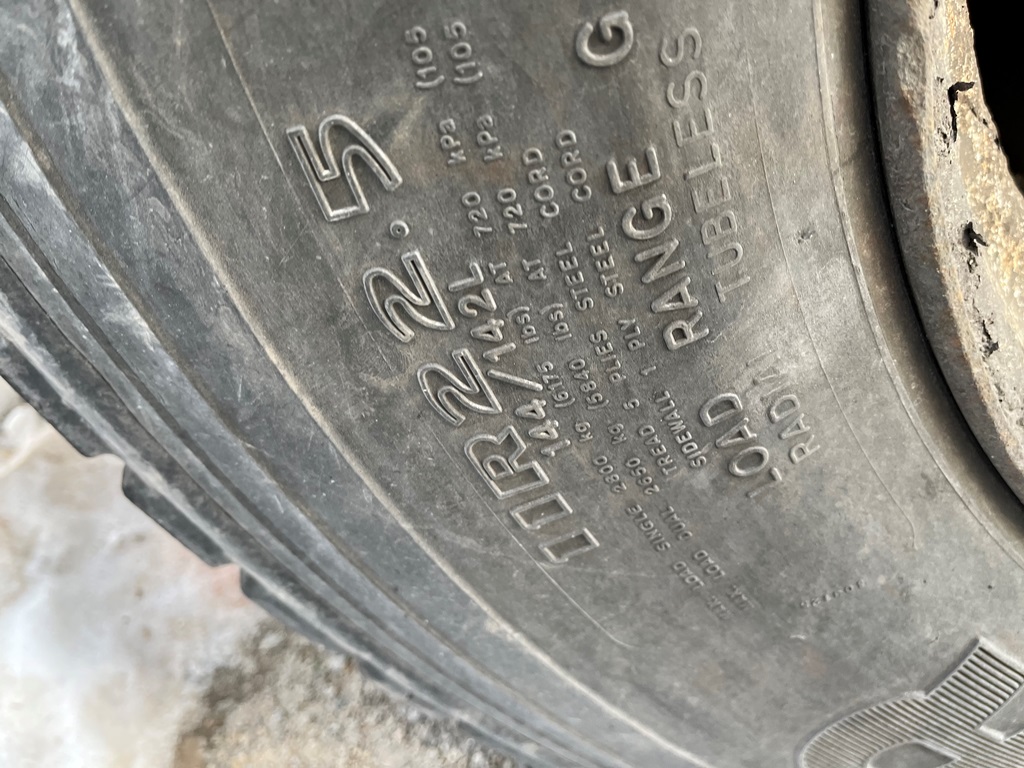 11R22.5
144/142L
MAX LOAD SINGLE 2800 kg (6175 lbs) AT 720 kPa (105
MAX LOAD DUAL 2650 kg (5840 lbs) AT 720 kPa (105
TREAD 5 PLIES STEEL CORD
SIDEWALL 1 PLY STEEL CORD
LOAD RANGE G
RADIAL TUBELESS